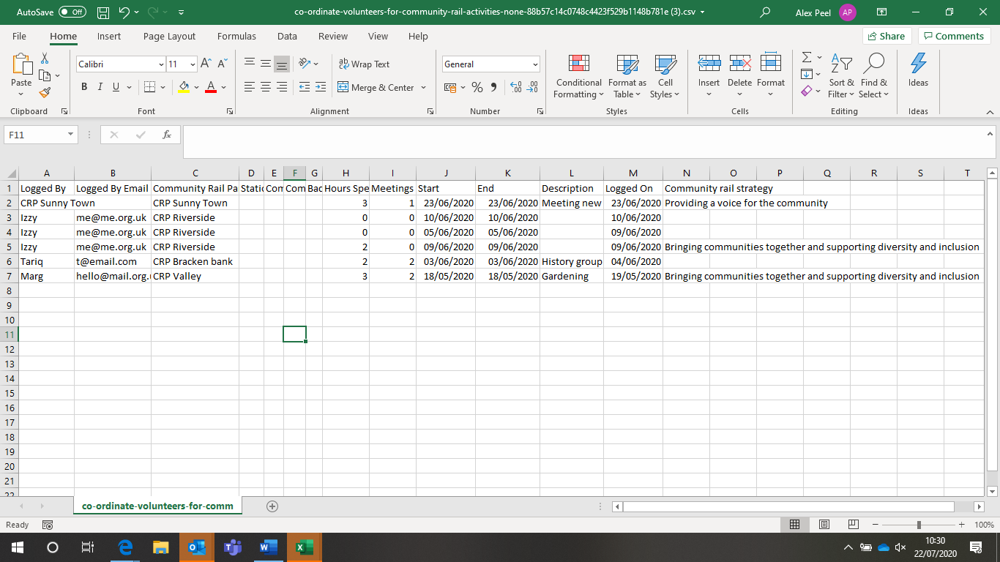 AutoSave Off co-ordinate-volunteers-for-community-rail-activities-none-88b57c14c0748c4423f529b1148b781e (3).csv Alex Peel AP
File Home Insert Page Layout Formulas Data Review View Help Share Comments
Paste Calibri 11 A A Wrap Text General Conditional Formatting Format as Table Cell Styles Insert Delete Format Sort & Filter Find & Select Ideas
B I U A Merge & Center % 9 .00 .00
Clipboard Font Alignment Number Styles Cells Editing Ideas
F11 fx
A B C D E F G H I J K L M N O P Q R S T
1 Logged By Logged By Email Community Rail Pa Static Com Com Bac Hours Spe Meetings Start End Description Logged On Community rail strategy
2 CRP Sunny Town CRP Sunny Town 3 1 23/06/2020 23/06/2020 Meeting new 23/06/2020 Providing a voice for the community
3 Izzy me@me.org.uk CRP Riverside 0 0 10/06/2020 10/06/2020 10/06/2020
4 Izzy me@me.org.uk CRP Riverside 0 0 05/06/2020 05/06/2020 09/06/2020
5 Izzy me@me.org.uk CRP Riverside 2 0 09/06/2020 09/06/2020 09/06/2020 Bringing communities together and supporting diversity and inclusion
6 Tariq t@email.com CRP Bracken bank 2 2 03/06/2020 03/06/2020 History group 04/06/2020
7 Marg hello@mail.org. CRP Valley 3 2 18/05/2020 18/05/2020 Gardening 19/05/2020 Bringing communities together and supporting diversity and inclusion
8
9
10
11
12
13
14
15
16
17
18
19
20
21
22
co-ordinate-volunteers-for-comm
Ready 100%
10:30
22/07/2020